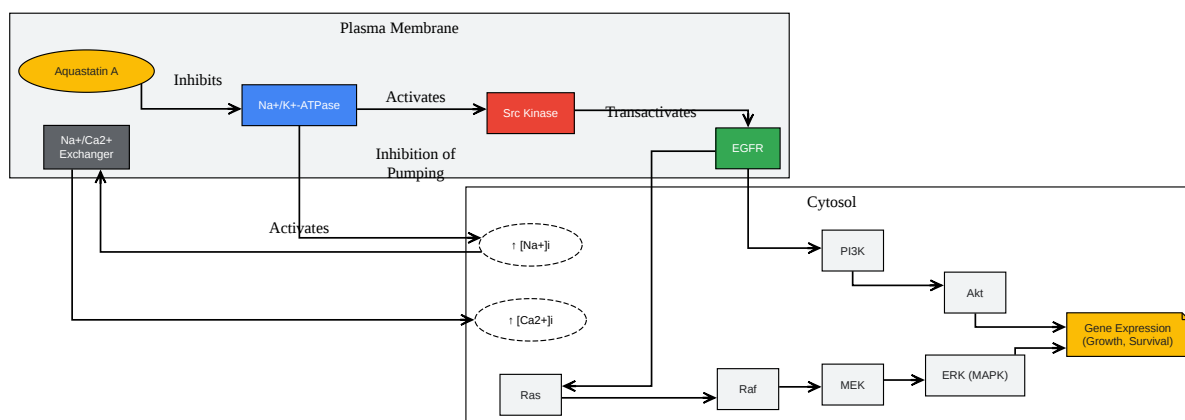 Plasma Membrane
Aquastatin A
Inhibits
Na+/K+-ATPase
Activates
Src Kinase
Transactivates
EGFR
Na+/Ca2+
Exchanger
Inhibition of
Pumping
Cytosol
Activates
↑ [Na+]i
PI3K
Akt
↑ [Ca2+]i
Gene Expression
(Growth, Survival)
Ras
Raf
MEK
ERK (MAPK)